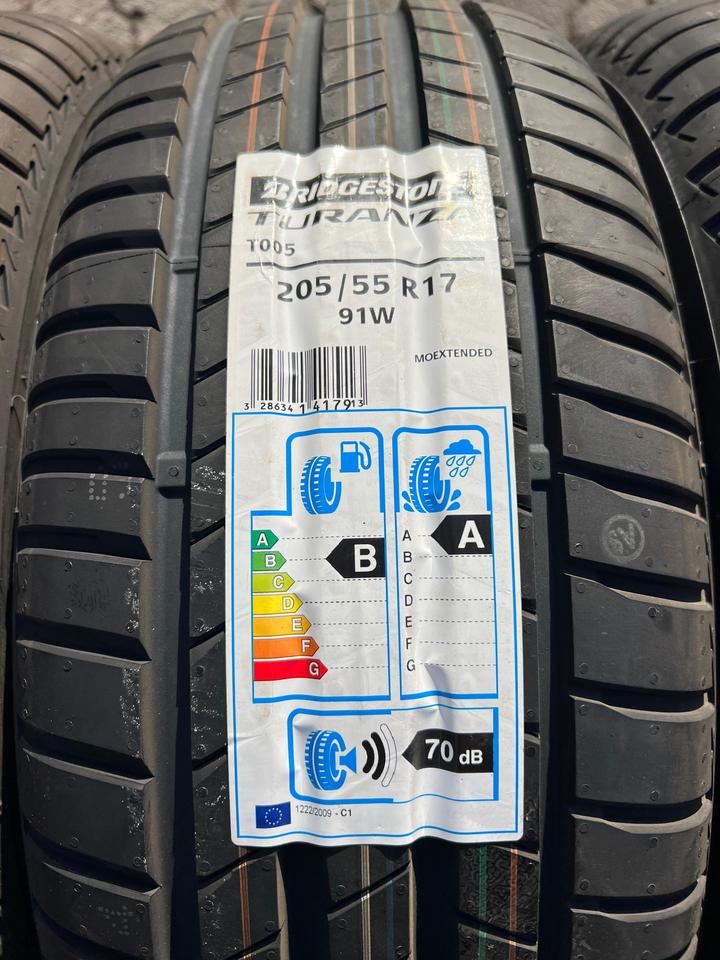 BRIDGESTONE
TURANZA
T005
205/55 R17
91W
MOEXTENDED
3 286341 417913
A
B
C
D
E
F
G
B
A
B
C
D
E
F
G
A
70 dB
1222/2009 - C1